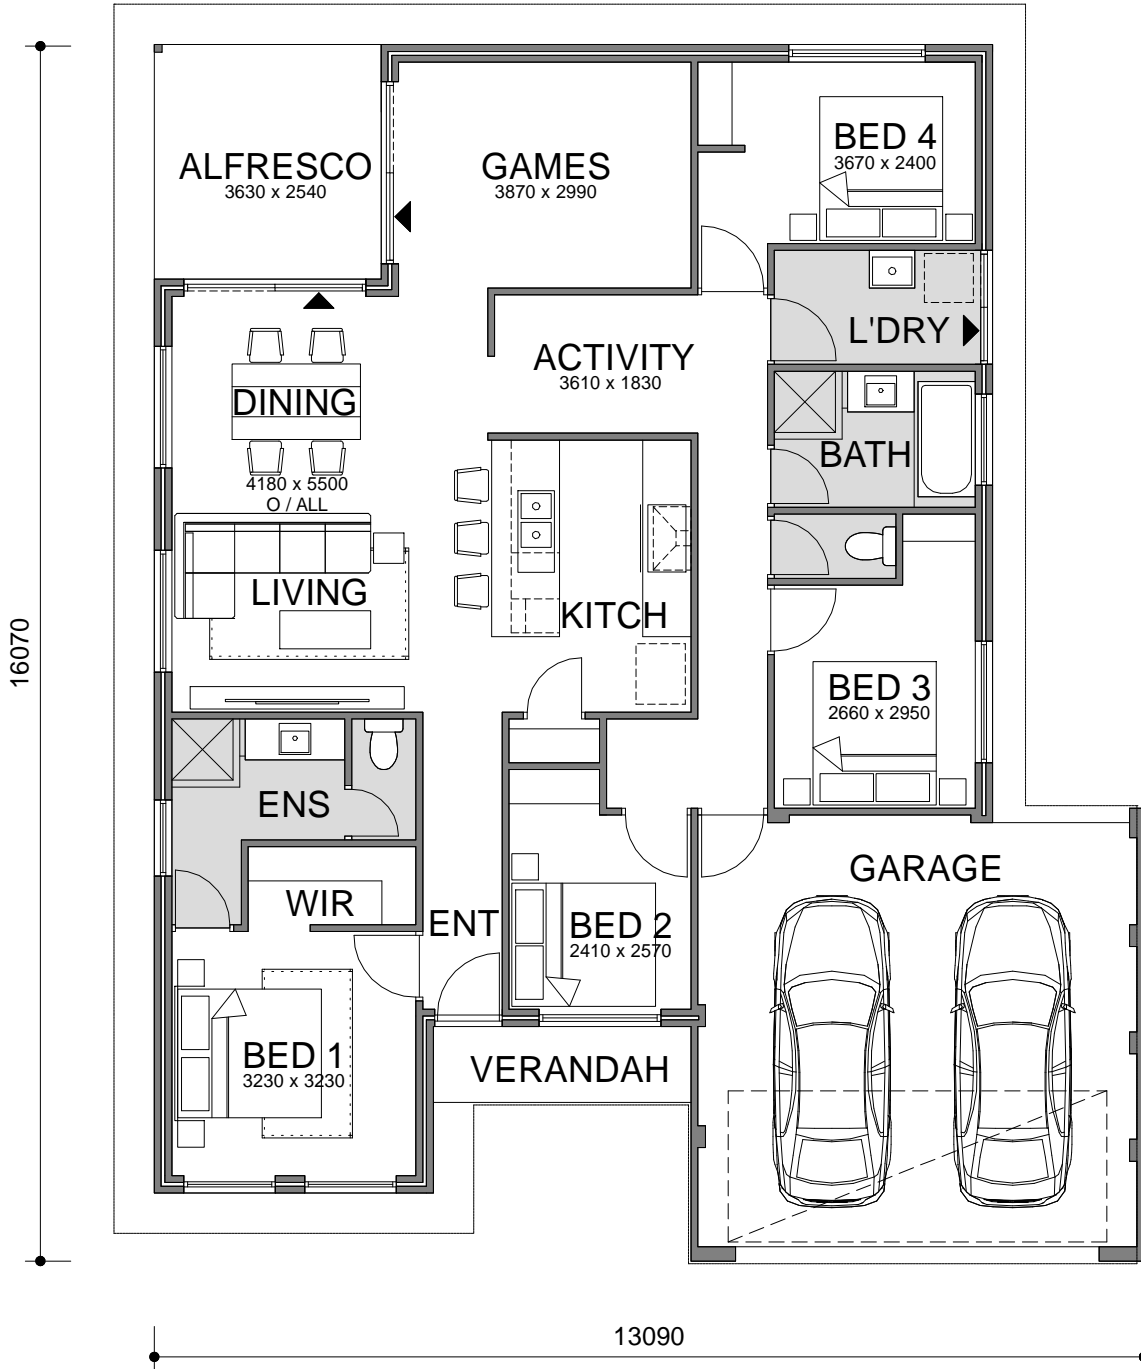 ALFRESCO
3630 x 2540
GAMES
3870 x 2990
BED 4
3670 x 2400
L'DRY
ACTIVITY
3610 x 1830
DINING
4180 x 5500
O / ALL
BATH
LIVING
KITCH
BED 3
2660 x 2950
ENS
WIR
ENT
BED 2
2410 x 2570
GARAGE
BED 1
3230 x 3230
VERANDAH
16070
13090